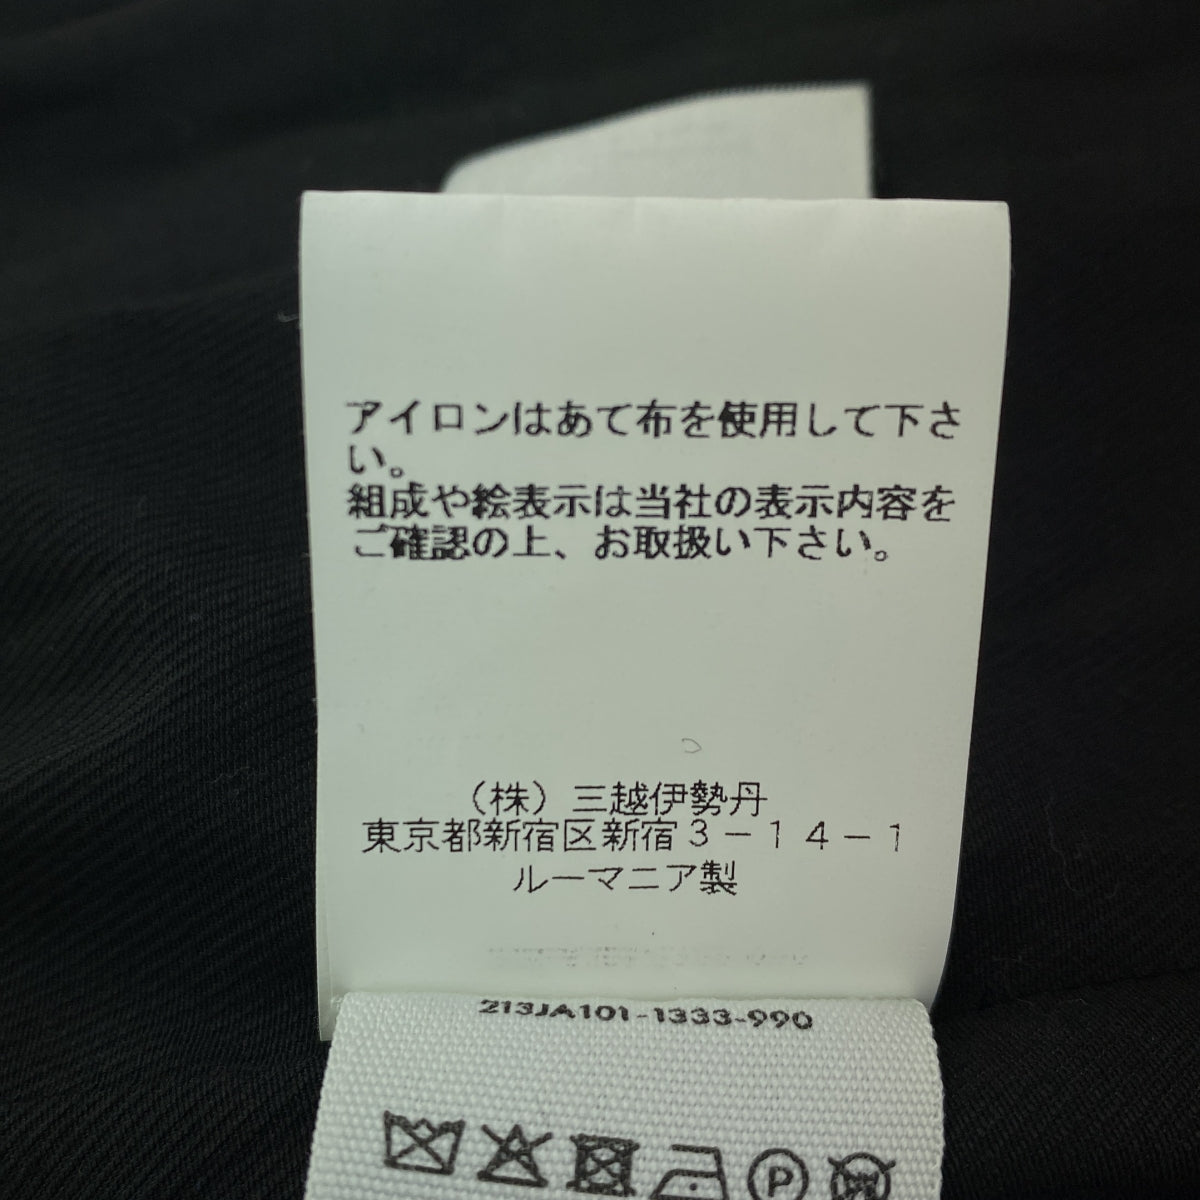 アイロンはあて布を使用して下さ
い。
組成や絵表示は当社の表示内容を
ご確認の上、お取扱い下さい。
（株）三越伊勢丹
東京都新宿区新宿３－１４－１
ルーマニア製
213JA101-1333-990
P